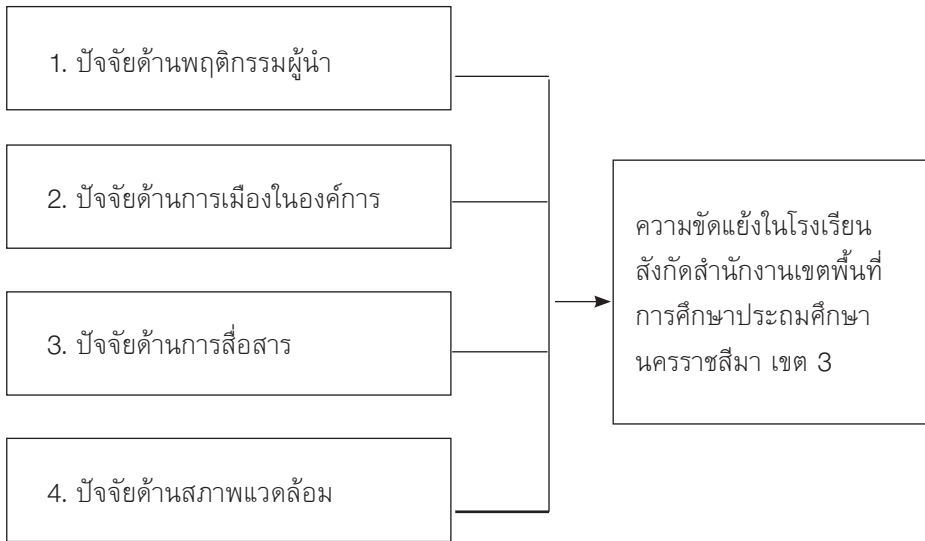 1. ปัจจัยด้านพฤติกรรมผู้นำ
2. ปัจจัยด้านการเมืองในองค์การ
3. ปัจจัยด้านการสื่อสาร
4. ปัจจัยด้านสภาพแวดล้อม
ความขัดแย้งในโรงเรียน
สังกัดสำนักงานเขตพื้นที่
การศึกษาประถมศึกษา
นครราชสีมา เขต 3